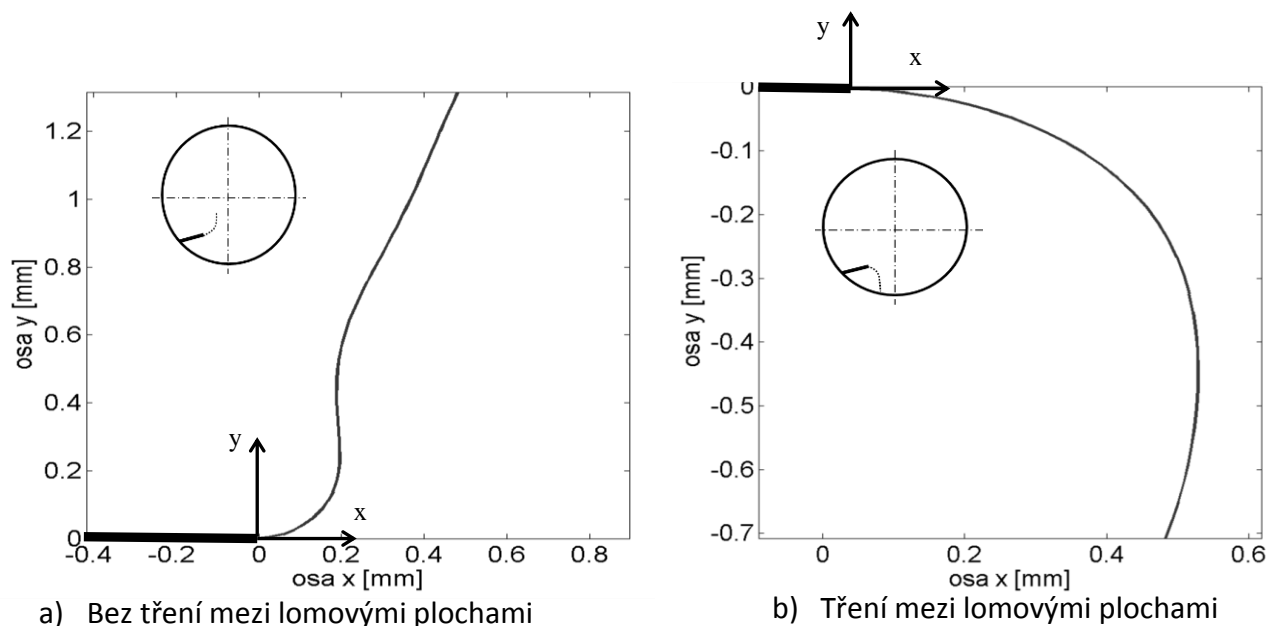 y
x
1.2
1
0.8
0.6
0.4
0.2
0
osa y [mm]
y
x
-0.4 -0.2 0 0.2 0.4 0.6 0.8
osa x [mm]
a) Bez tření mezi lomovými plochami
0
-0.1
-0.2
-0.3
-0.4
-0.5
-0.6
-0.7
osa y [mm]
0 0.2 0.4 0.6
osa x [mm]
b) Tření mezi lomovými plochami